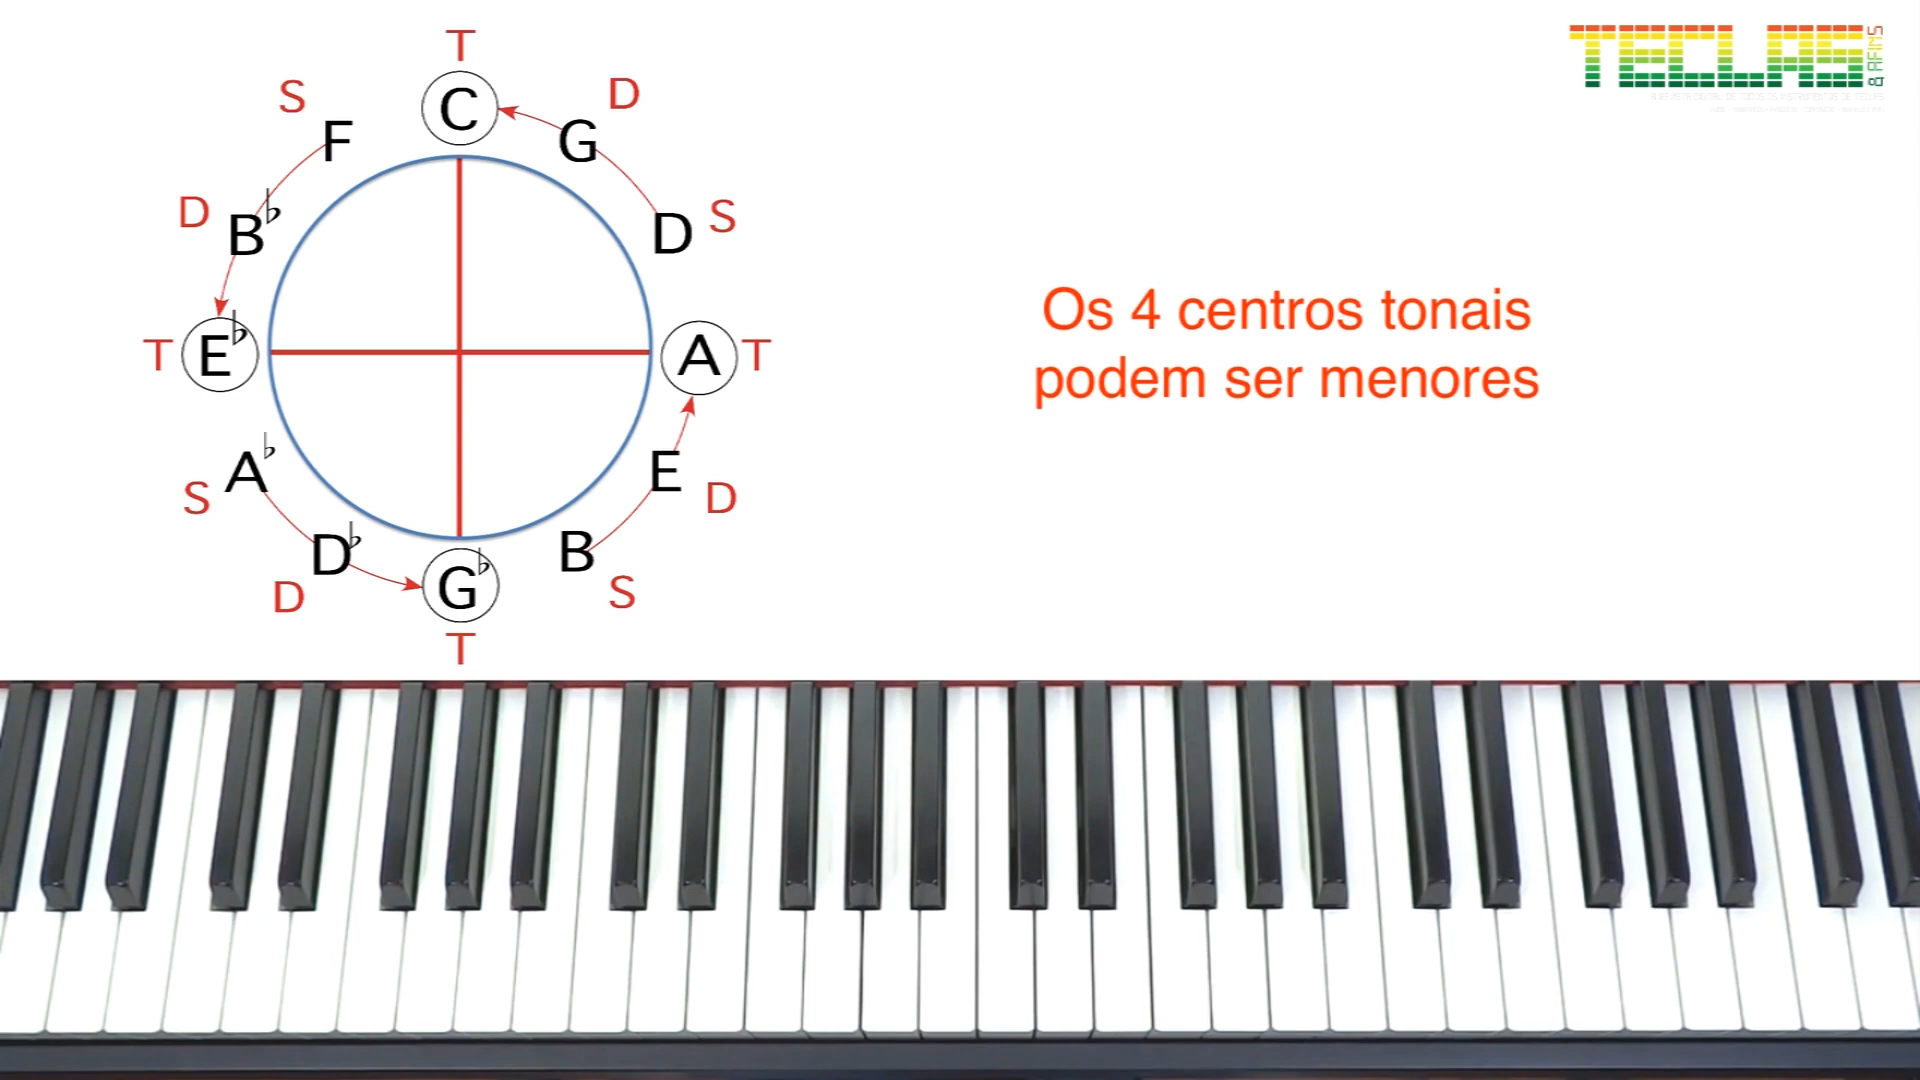 T
C
S
F
D
G
D
B♭
D
S
T
E♭
A
T
A♭
S
E
D
D♭
D
B
S
G♭
T
Os 4 centros tonais
podem ser menores
TECLAS
& AFINS